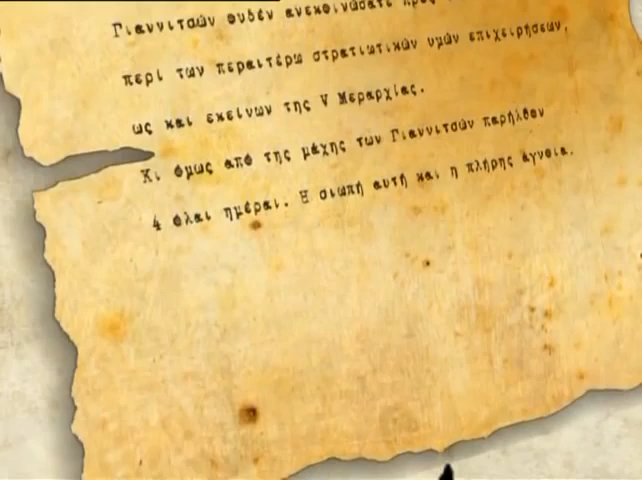 Γιαννιτσών ουδέν ανεκοινώσατε προς
περί των περαιτέρω στρατιωτικών υμών επιχειρήσεων,
ως και εκείνων της V Μεραρχίας.
Κι όμως από της μάχης των Γιαννιτσών παρήλθον
4 όλαι ημέραι. Η σιωπή αυτή και η πλήρης άγνοια.